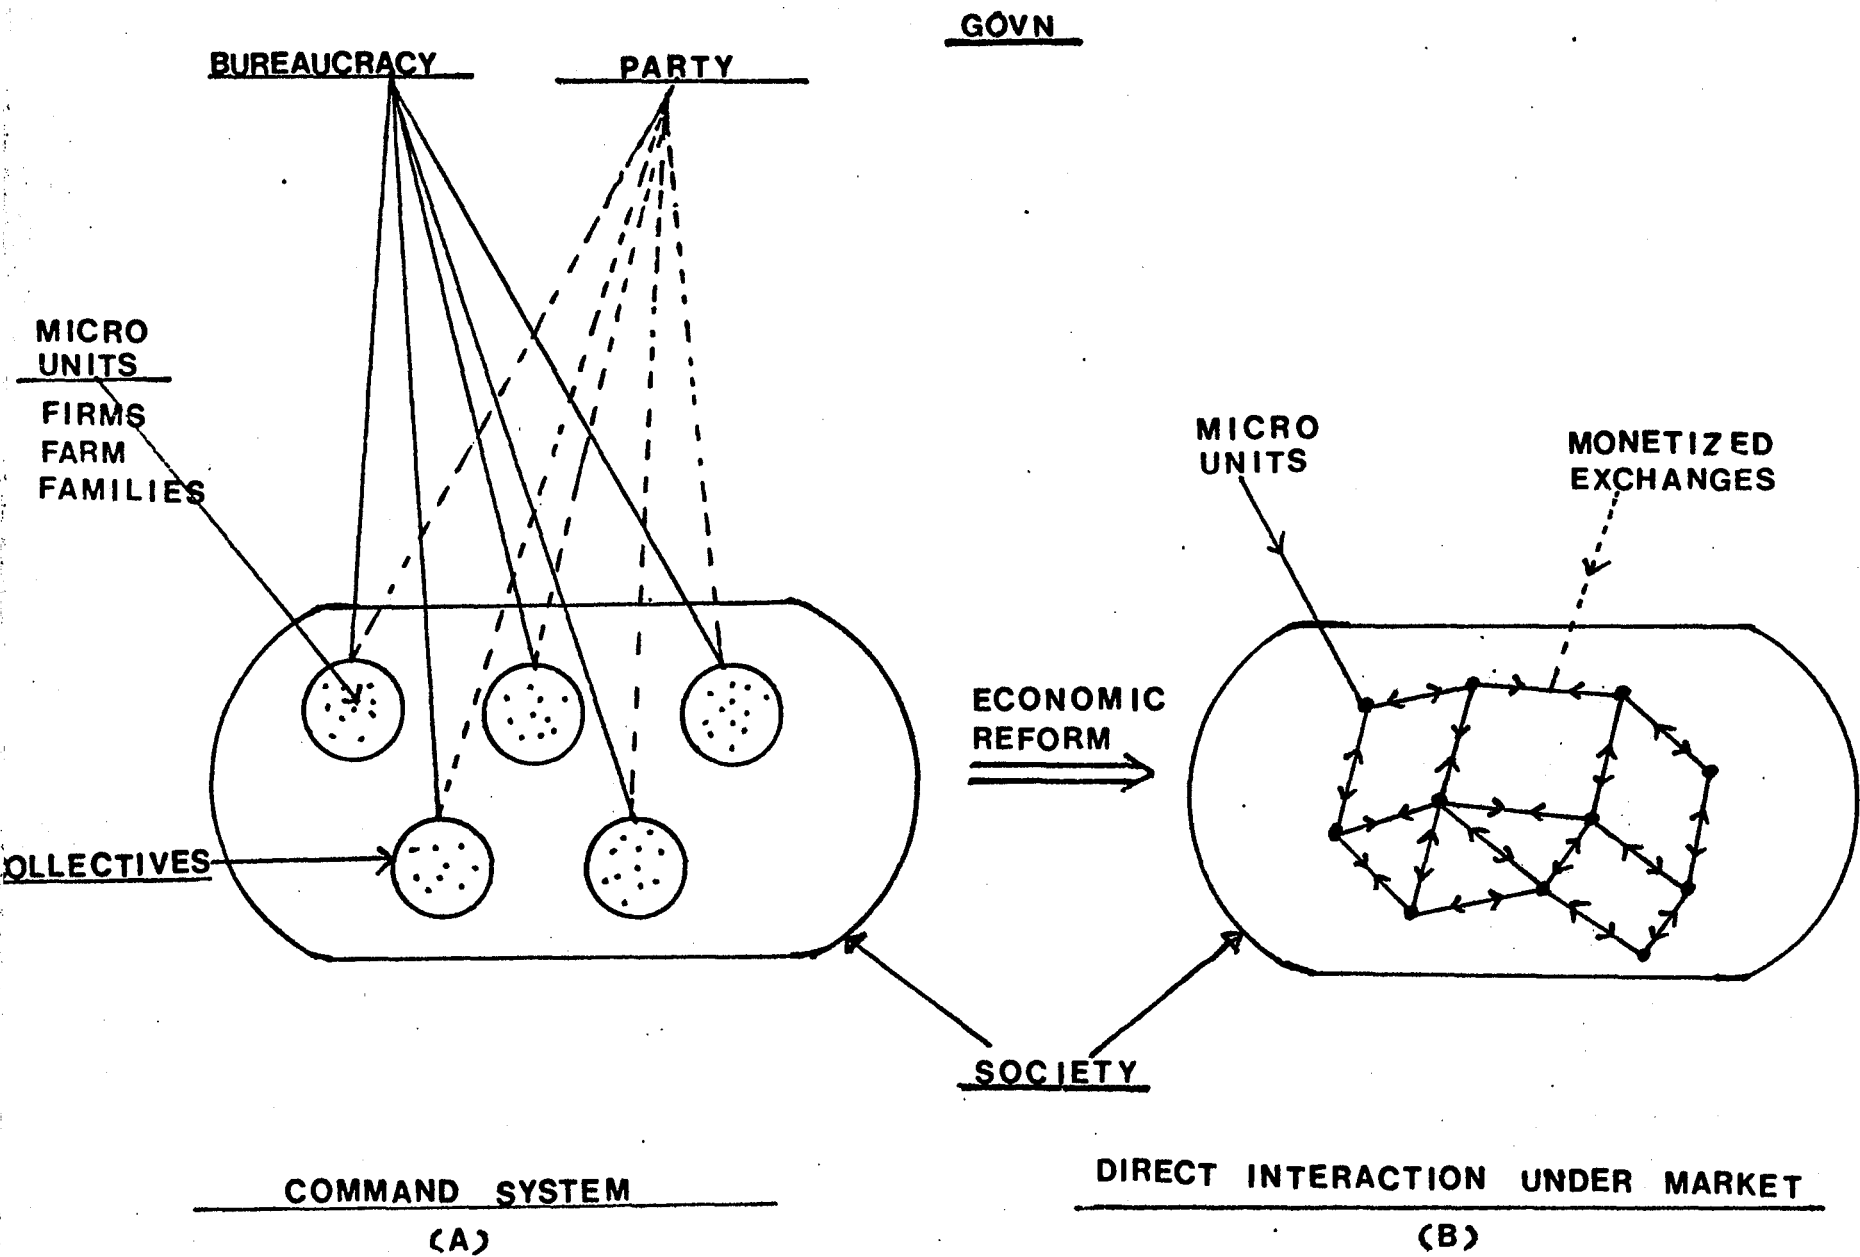 GOVN
BUREAUCRACY
PARTY
MICRO
UNITS
FIRMS
FARM
FAMILIES
OLLECTIVES
MICRO
UNITS
MONETIZED
EXCHANGES
ECONOMIC
REFORM
SOCIETY
COMMAND SYSTEM
(A)
DIRECT INTERACTION UNDER MARKET
(B)